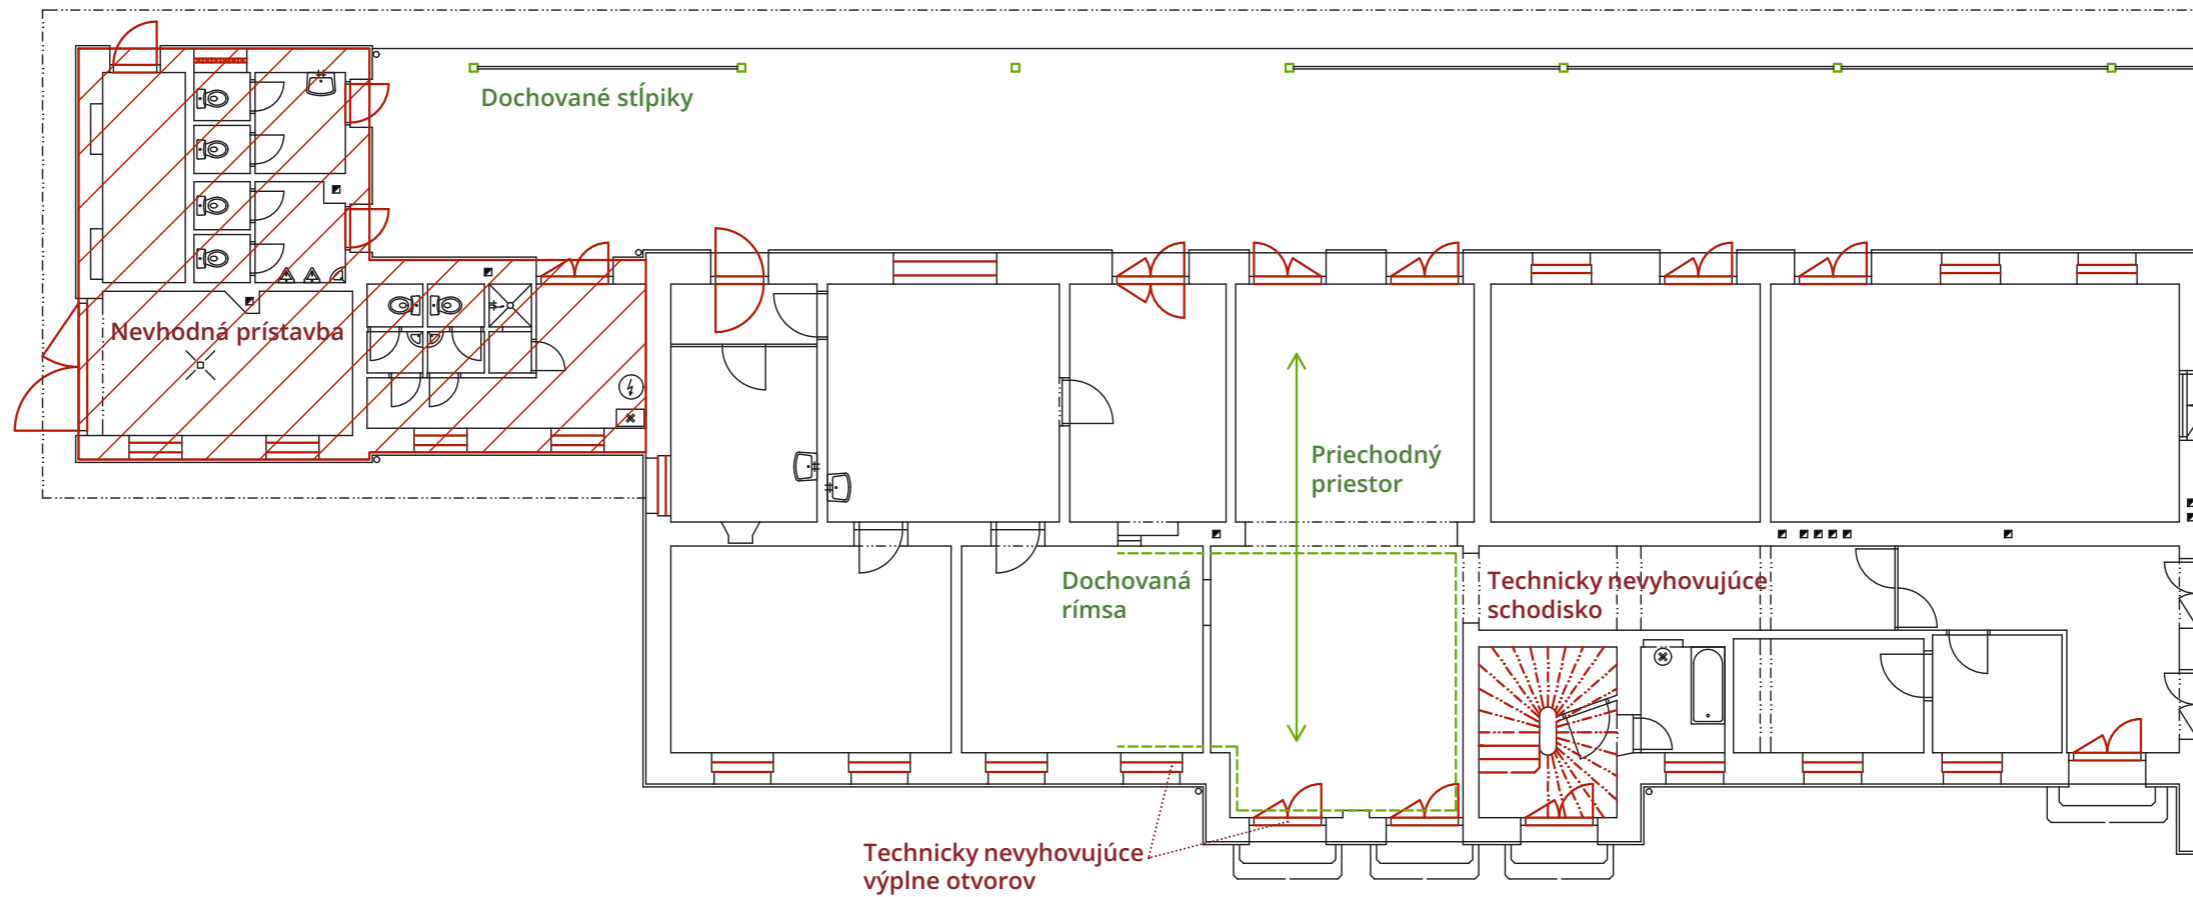 Dochované stĺpiky
Nevhodná prístavba
Priechodný
priestor
Dochovaná
rímsa
Technicky nevyhovujúce
schodisko
Technicky nevyhovujúce
výplne otvorov